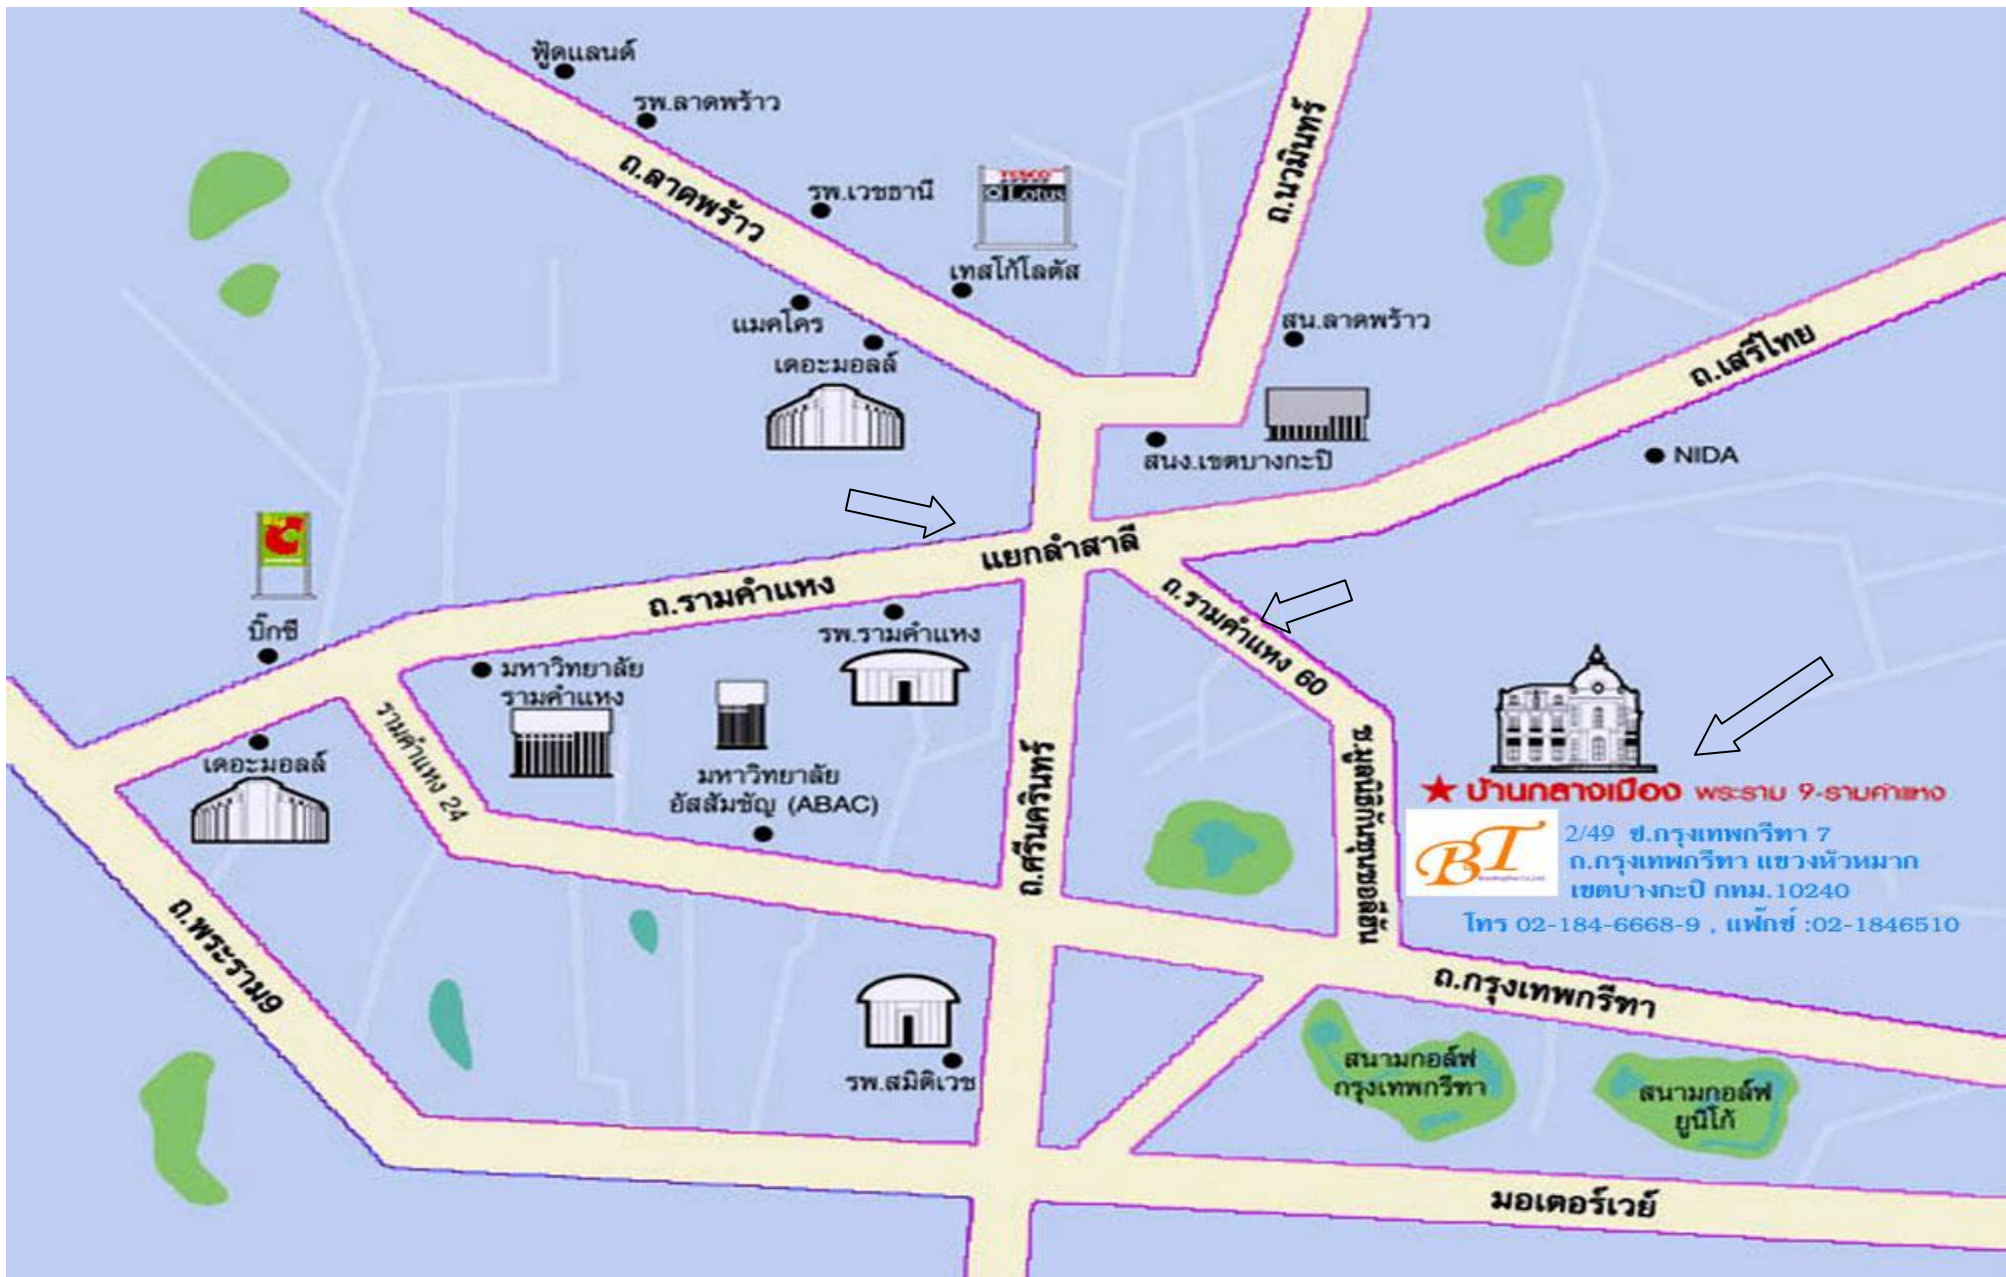 ฟู้ดแลนด์
รพ.ลาดพร้าว
ถ.ลาดพร้าว
รพ.เวชธานี
TESCO
Lotus
เทสโก้โลตัส
ถ.นวมินทร์
แมคโคร
เดอะมอลล์
สน.ลาดพร้าว
ถ.เสรีไทย
สนง.เขตบางกะปิ
NIDA
แยกลำสาลี
ถ.รามคำแหง
บิ๊กซี
รพ.รามคำแหง
ถ.รามคำแหง 60
มหาวิทยาลัย
รามคำแหง
เดอะมอลล์
รามคำแหง 24
มหาวิทยาลัย
อัสสัมชัญ (ABAC)
ถ.ศรีนครินทร์
★ บ้านกลางเมือง พระราม 9-รามคำแหง
BT
2/49 ซ.กรุงเทพกรีฑา 7
ถ.กรุงเทพกรีฑา แขวงหัวหมาก
เขตบางกะปิ กทม.10240
โทร 02-184-6668-9 , แฟ๊กซ์ :02-1846510
ถ.พระราม9
ถ.กรุงเทพกรีฑา
รพ.สมิติเวช
สนามกอล์ฟ
กรุงเทพกรีฑา
สนามกอล์ฟ
ยูนิโก้
มอเตอร์เวย์